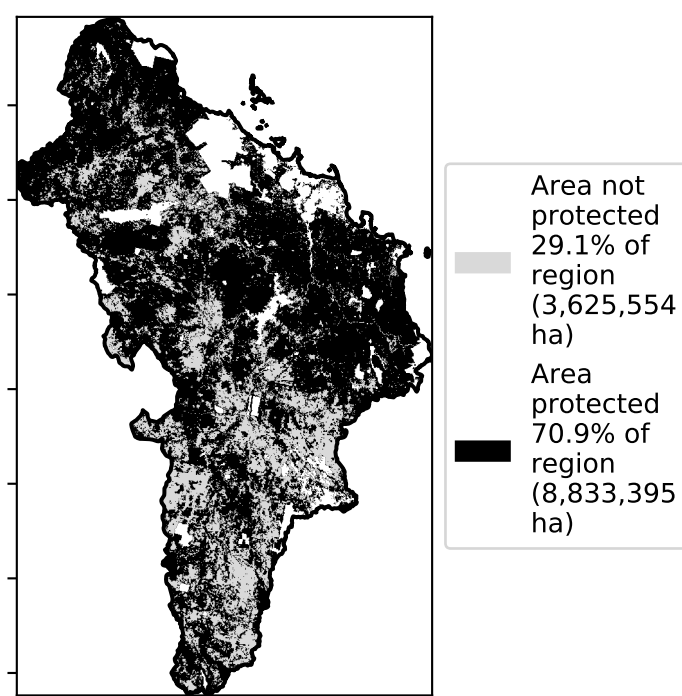 Area not
protected
29.1% of
region
(3,625,554
ha)
Area
protected
70.9% of
region
(8,833,395
ha)